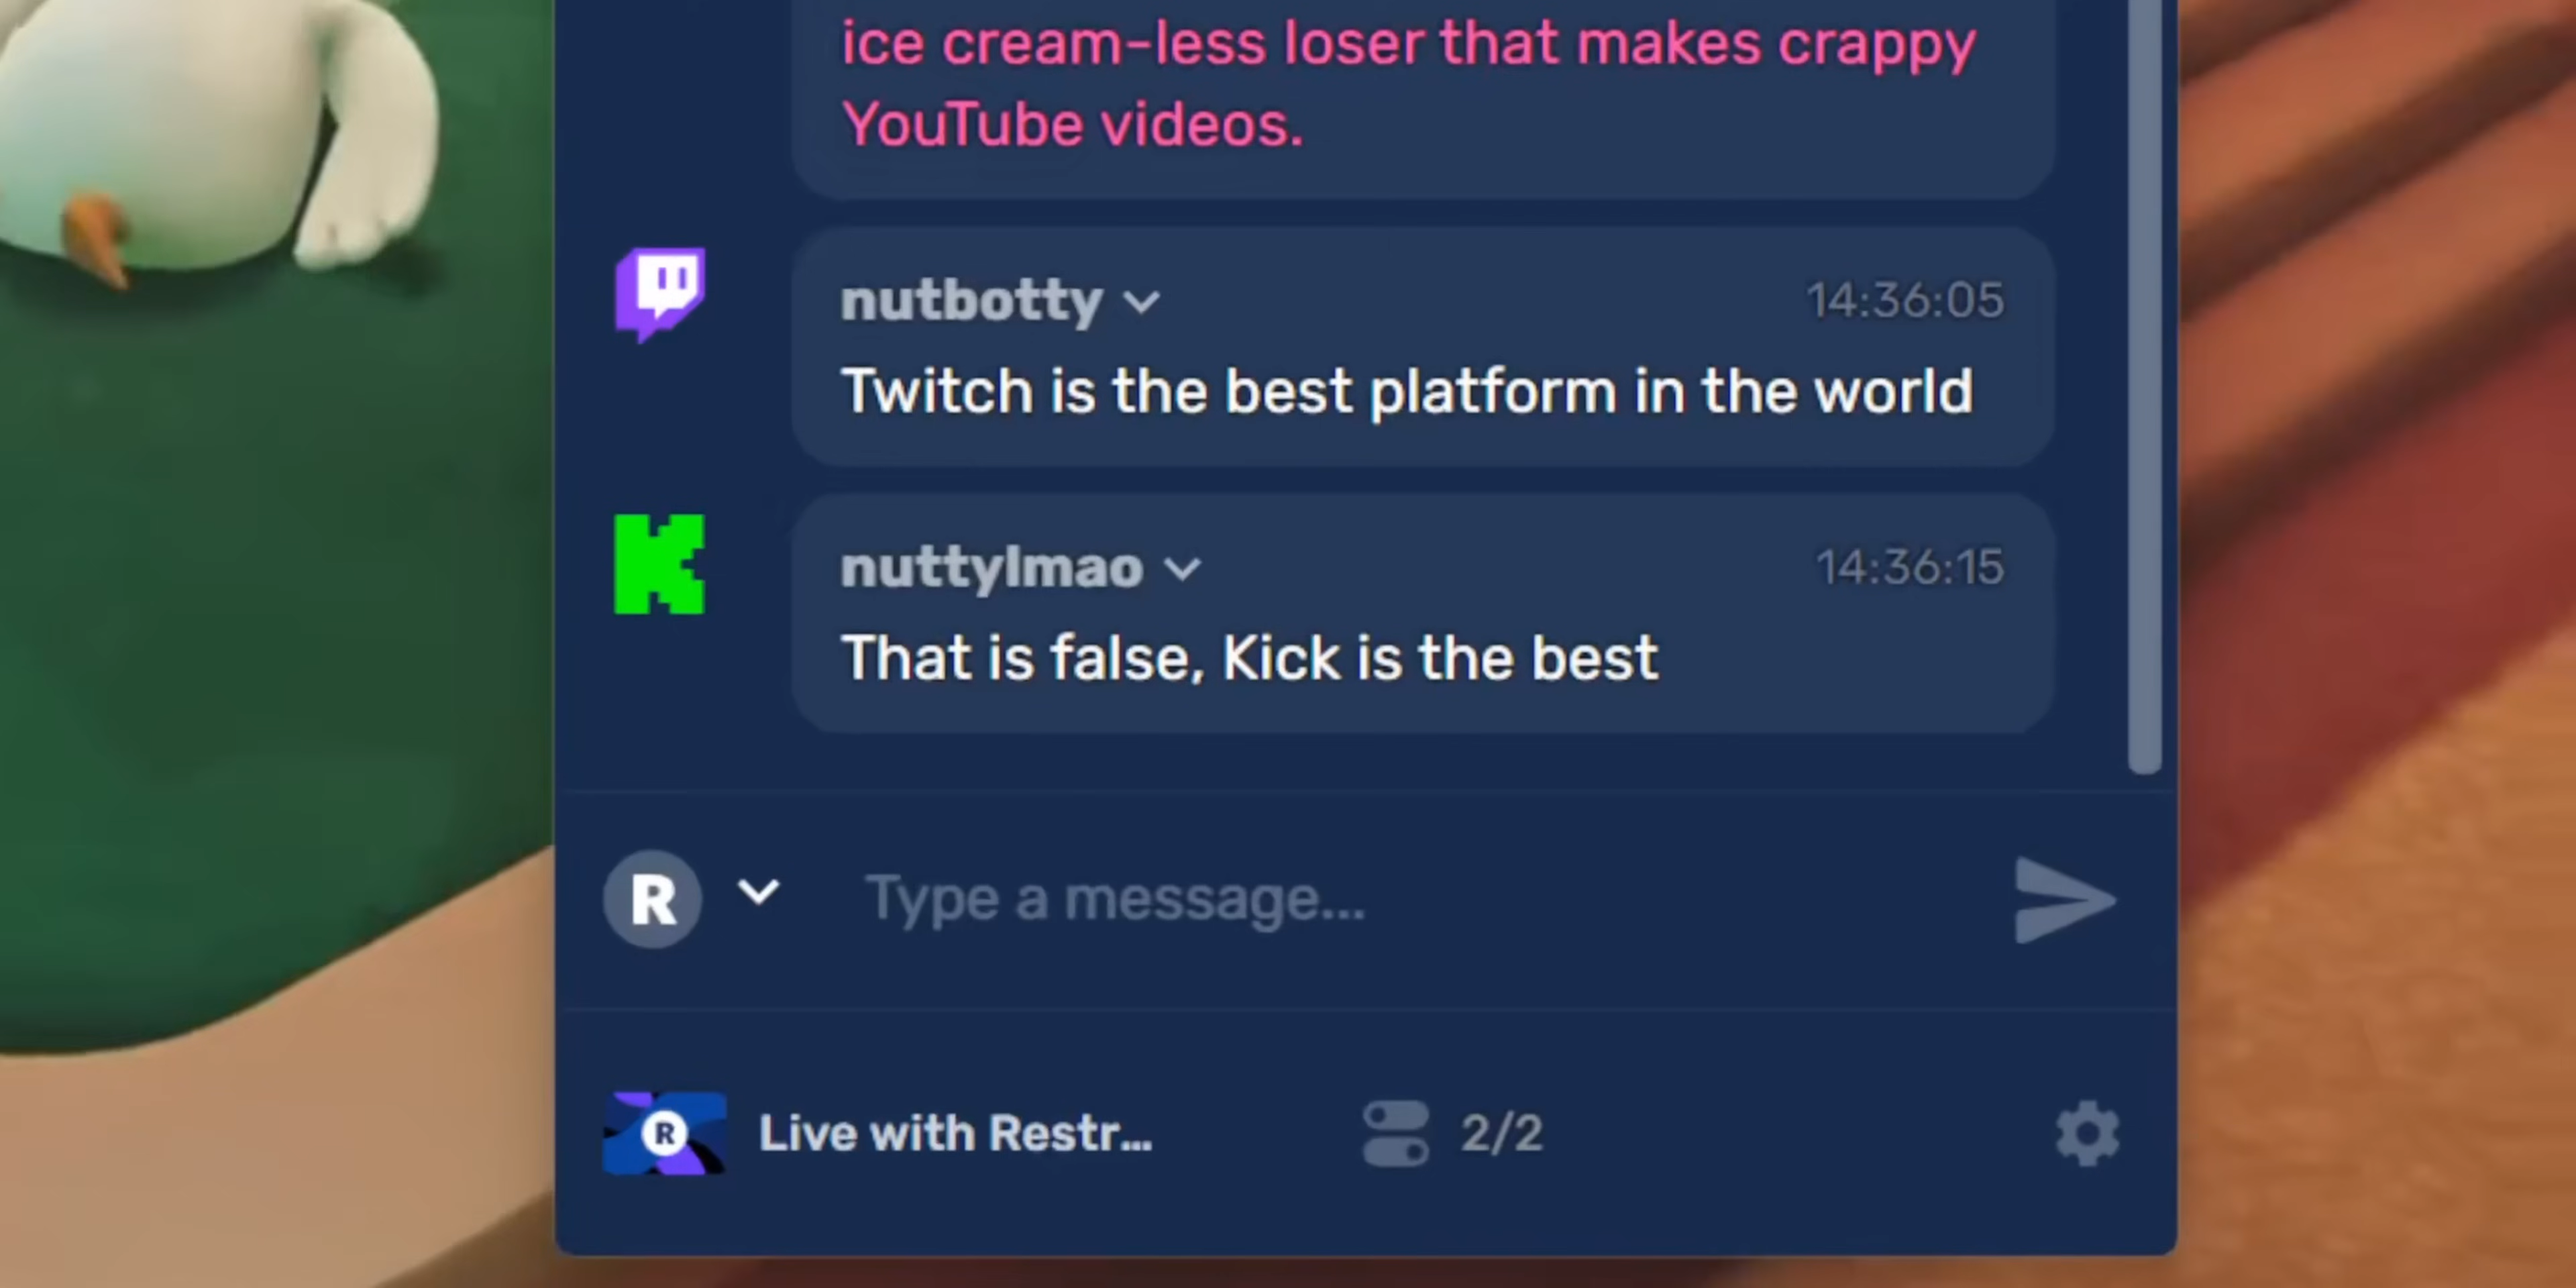 ice cream-less loser that makes crappy
YouTube videos.
nutbotty 14:36:05
Twitch is the best platform in the world
nuttylmao 14:36:15
That is false, Kick is the best
R Type a message...
R Live with Restr... 2/2